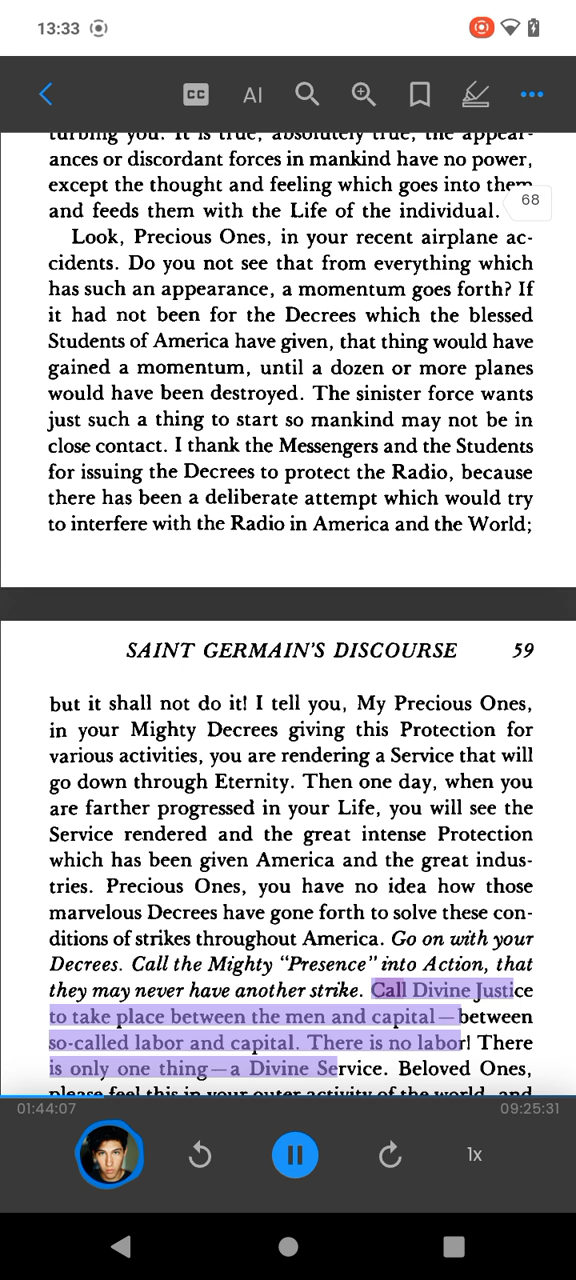 13:33
CC
AI
turbing you. It is true, absolutely true, the appear-
ances or discordant forces in mankind have no power,
except the thought and feeling which goes into them
and feeds them with the Life of the individual.
68
Look, Precious Ones, in your recent airplane ac-
cidents. Do you not see that from everything which
has such an appearance, a momentum goes forth? If
it had not been for the Decrees which the blessed
Students of America have given, that thing would have
gained a momentum, until a dozen or more planes
would have been destroyed. The sinister force wants
just such a thing to start so mankind may not be in
close contact. I thank the Messengers and the Students
for issuing the Decrees to protect the Radio, because
there has been a deliberate attempt which would try
to interfere with the Radio in America and the World;
SAINT GERMAIN'S DISCOURSE 59
but it shall not do it! I tell you, My Precious Ones,
in your Mighty Decrees giving this Protection for
various activities, you are rendering a Service that will
go down through Eternity. Then one day, when you
are farther progressed in your Life, you will see the
Service rendered and the great intense Protection
which has been given America and the great indus-
tries. Precious Ones, you have no idea how those
marvelous Decrees have gone forth to solve these con-
ditions of strikes throughout America. Go on with your
Decrees. Call the Mighty "Presence" into Action, that
they may never have another strike. Call Divine Justice
to take place between the men and capital—between
so-called labor and capital. There is no labor! There
is only one thing—a Divine Service. Beloved Ones,
please feel this in your outer activity of the world, and
01:44:07
09:25:31
1x